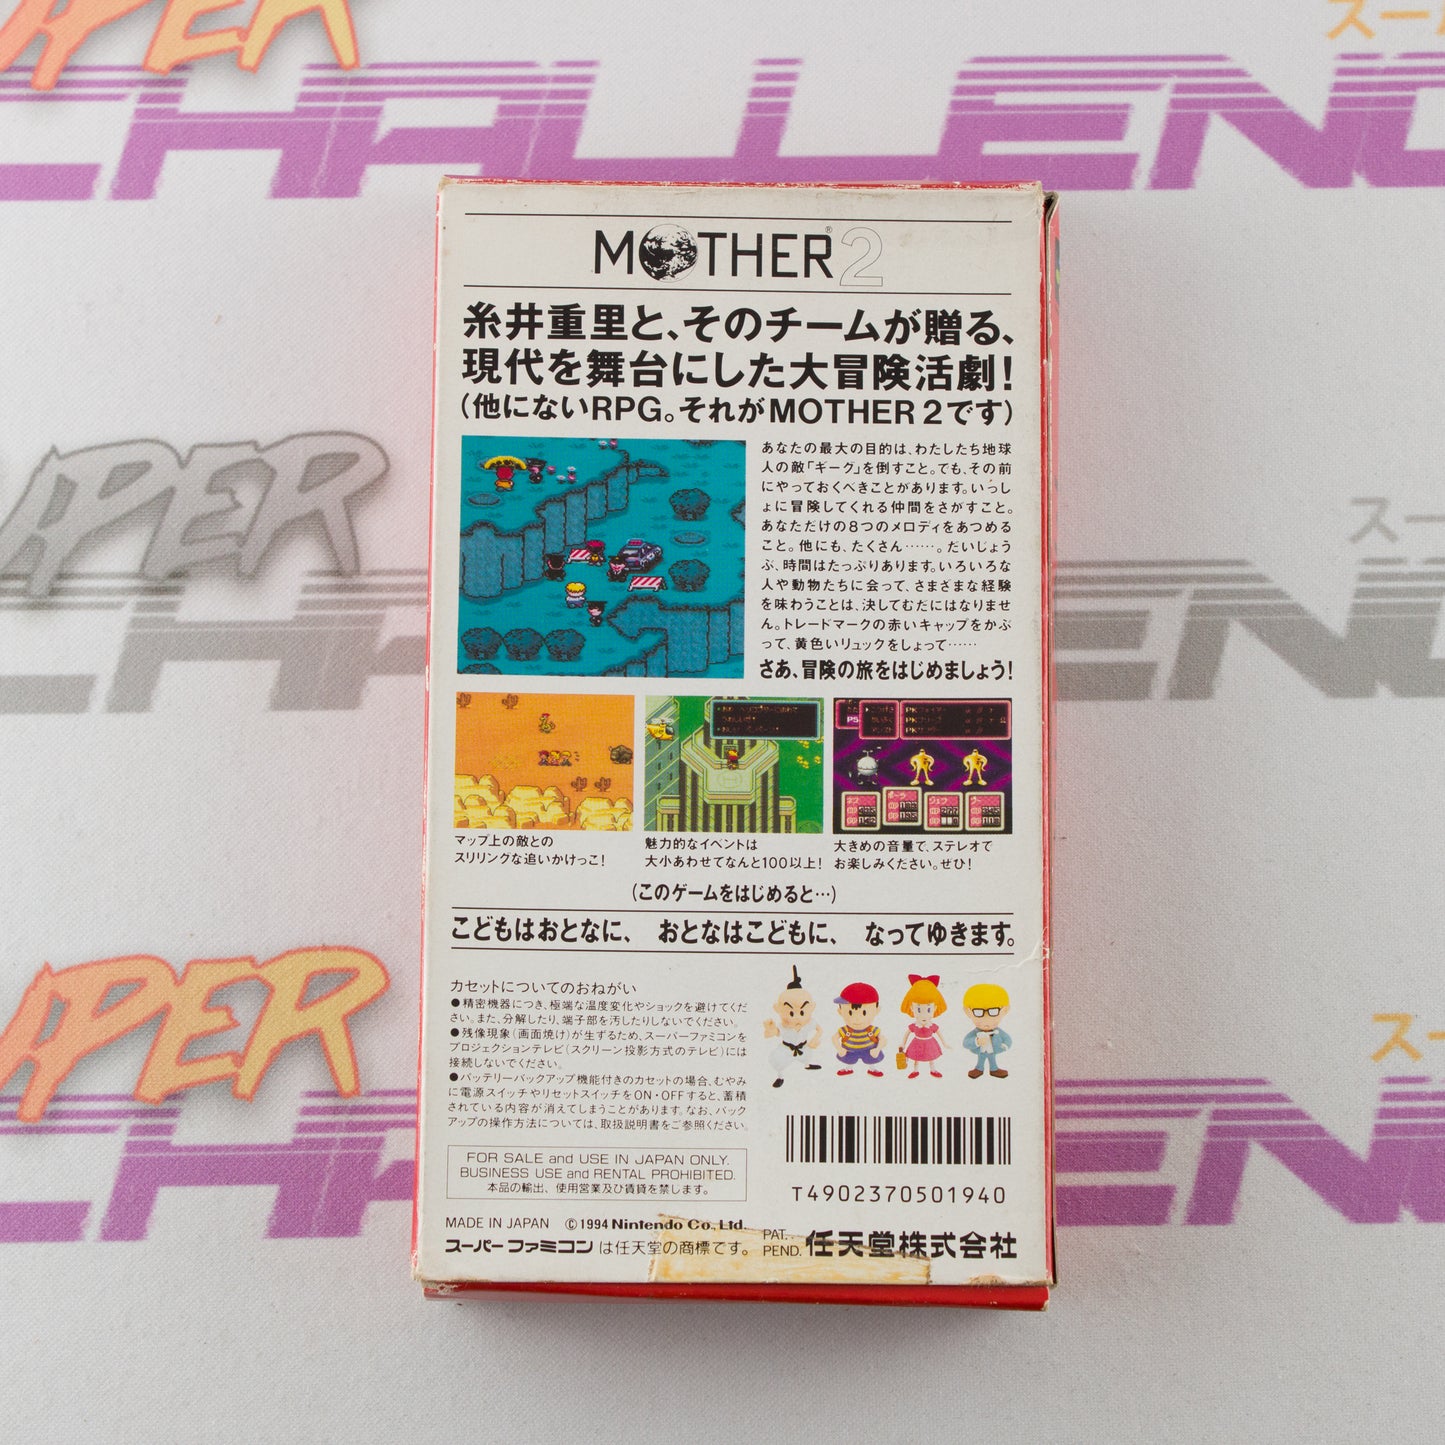 MOTHER® 2
糸井重里と、そのチームが贈る、
現代を舞台にした大冒険活劇！
（他にないRPG。それがMOTHER 2です）
あなたの最大の目的は、わたしたち地球
人の敵「ギーグ」を倒すこと。でも、その前
にやっておくべきことがあります。いっし
ょに冒険してくれる仲間をさがすこと。
あなただけの8つのメロディをあつめる
こと。他にも、たくさん……。だいじょう
ぶ、時間はたっぷりあります。いろいろな
人や動物たちに会って、さまざまな経験
を味わうことは、決してむだにはなりませ
ん。トレードマークの赤いキャップをかぶ
って、黄色いリュックをしょって……
さあ、冒険の旅をはじめましょう！
マップ上の敵との
スリリングな追いかけっこ！
魅力的なイベントは
大小あわせてなんと100以上！
大きめの音量で、ステレオで
お楽しみください。ぜひ！
（このゲームをはじめると…）
こどもはおとなに、 おとなはこどもに、 なってゆきます。
カセットについてのおねがい
●精密機器につき、極端な温度変化やショックを避けてくだ
さい。また、分解したり、端子部を汚したりしないでください。
●残像現象（画面焼け）が生ずるため、スーパーファミコンを
プロジェクションテレビ（スクリーン投影方式のテレビ）には
接続しないでください。
●バッテリーバックアップ機能付きのカセットの場合、むやみ
に電源スイッチやリセットスイッチをON・OFFすると、蓄積
されている内容が消えてしまうことがあります。なお、バック
アップの操作方法については、取扱説明書をご参照ください。
FOR SALE and USE IN JAPAN ONLY.
BUSINESS USE and RENTAL PROHIBITED.
本品の輸出、使用営業及び賃貸を禁じます。
T4902370501940
MADE IN JAPAN ©1994 Nintendo Co., Ltd.
スーパーファミコンは任天堂の商標です。
PAT.
PEND.
任天堂株式会社